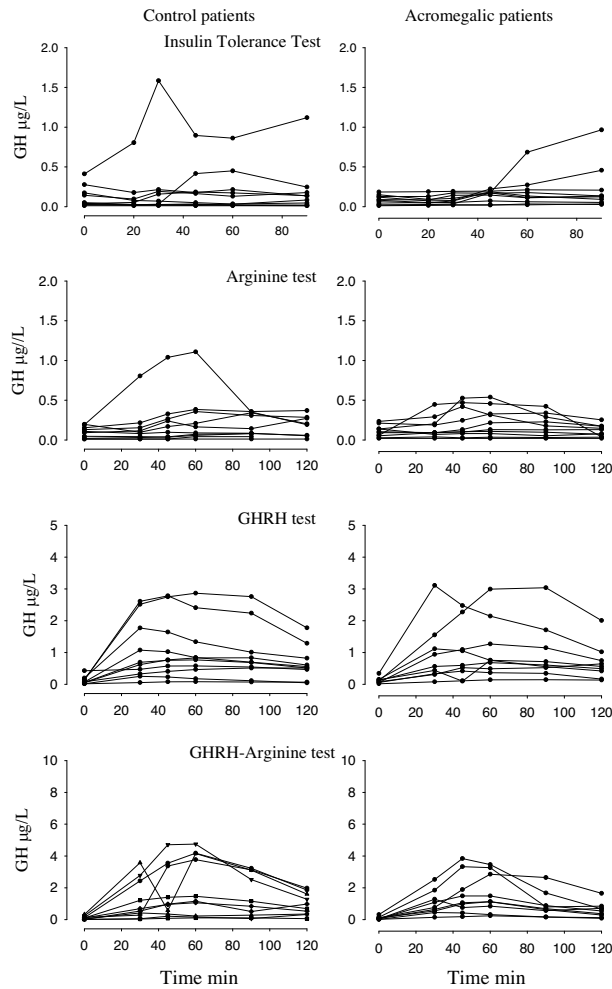 Control patients Acromegalic patients
Insulin Tolerance Test
GH µg/L
2.0 2.0
1.5 1.5
1.0 1.0
0.5 0.5
0.0 0.0
0 20 40 60 80 0 20 40 60 80
Arginine test
GH µg//L
2.0 2.0
1.5 1.5
1.0 1.0
0.5 0.5
0.0 0.0
0 20 40 60 80 100 120 0 20 40 60 80 100 120
GHRH test
GH µg/L
5 5
4 4
3 3
2 2
1 1
0 0
0 20 40 60 80 100 120 0 20 40 60 80 100 120
GHRH-Arginine test
GH µg/L
10 10
8 8
6 6
4 4
2 2
0 0
0 20 40 60 80 100 120 0 20 40 60 80 100 120
Time min Time min